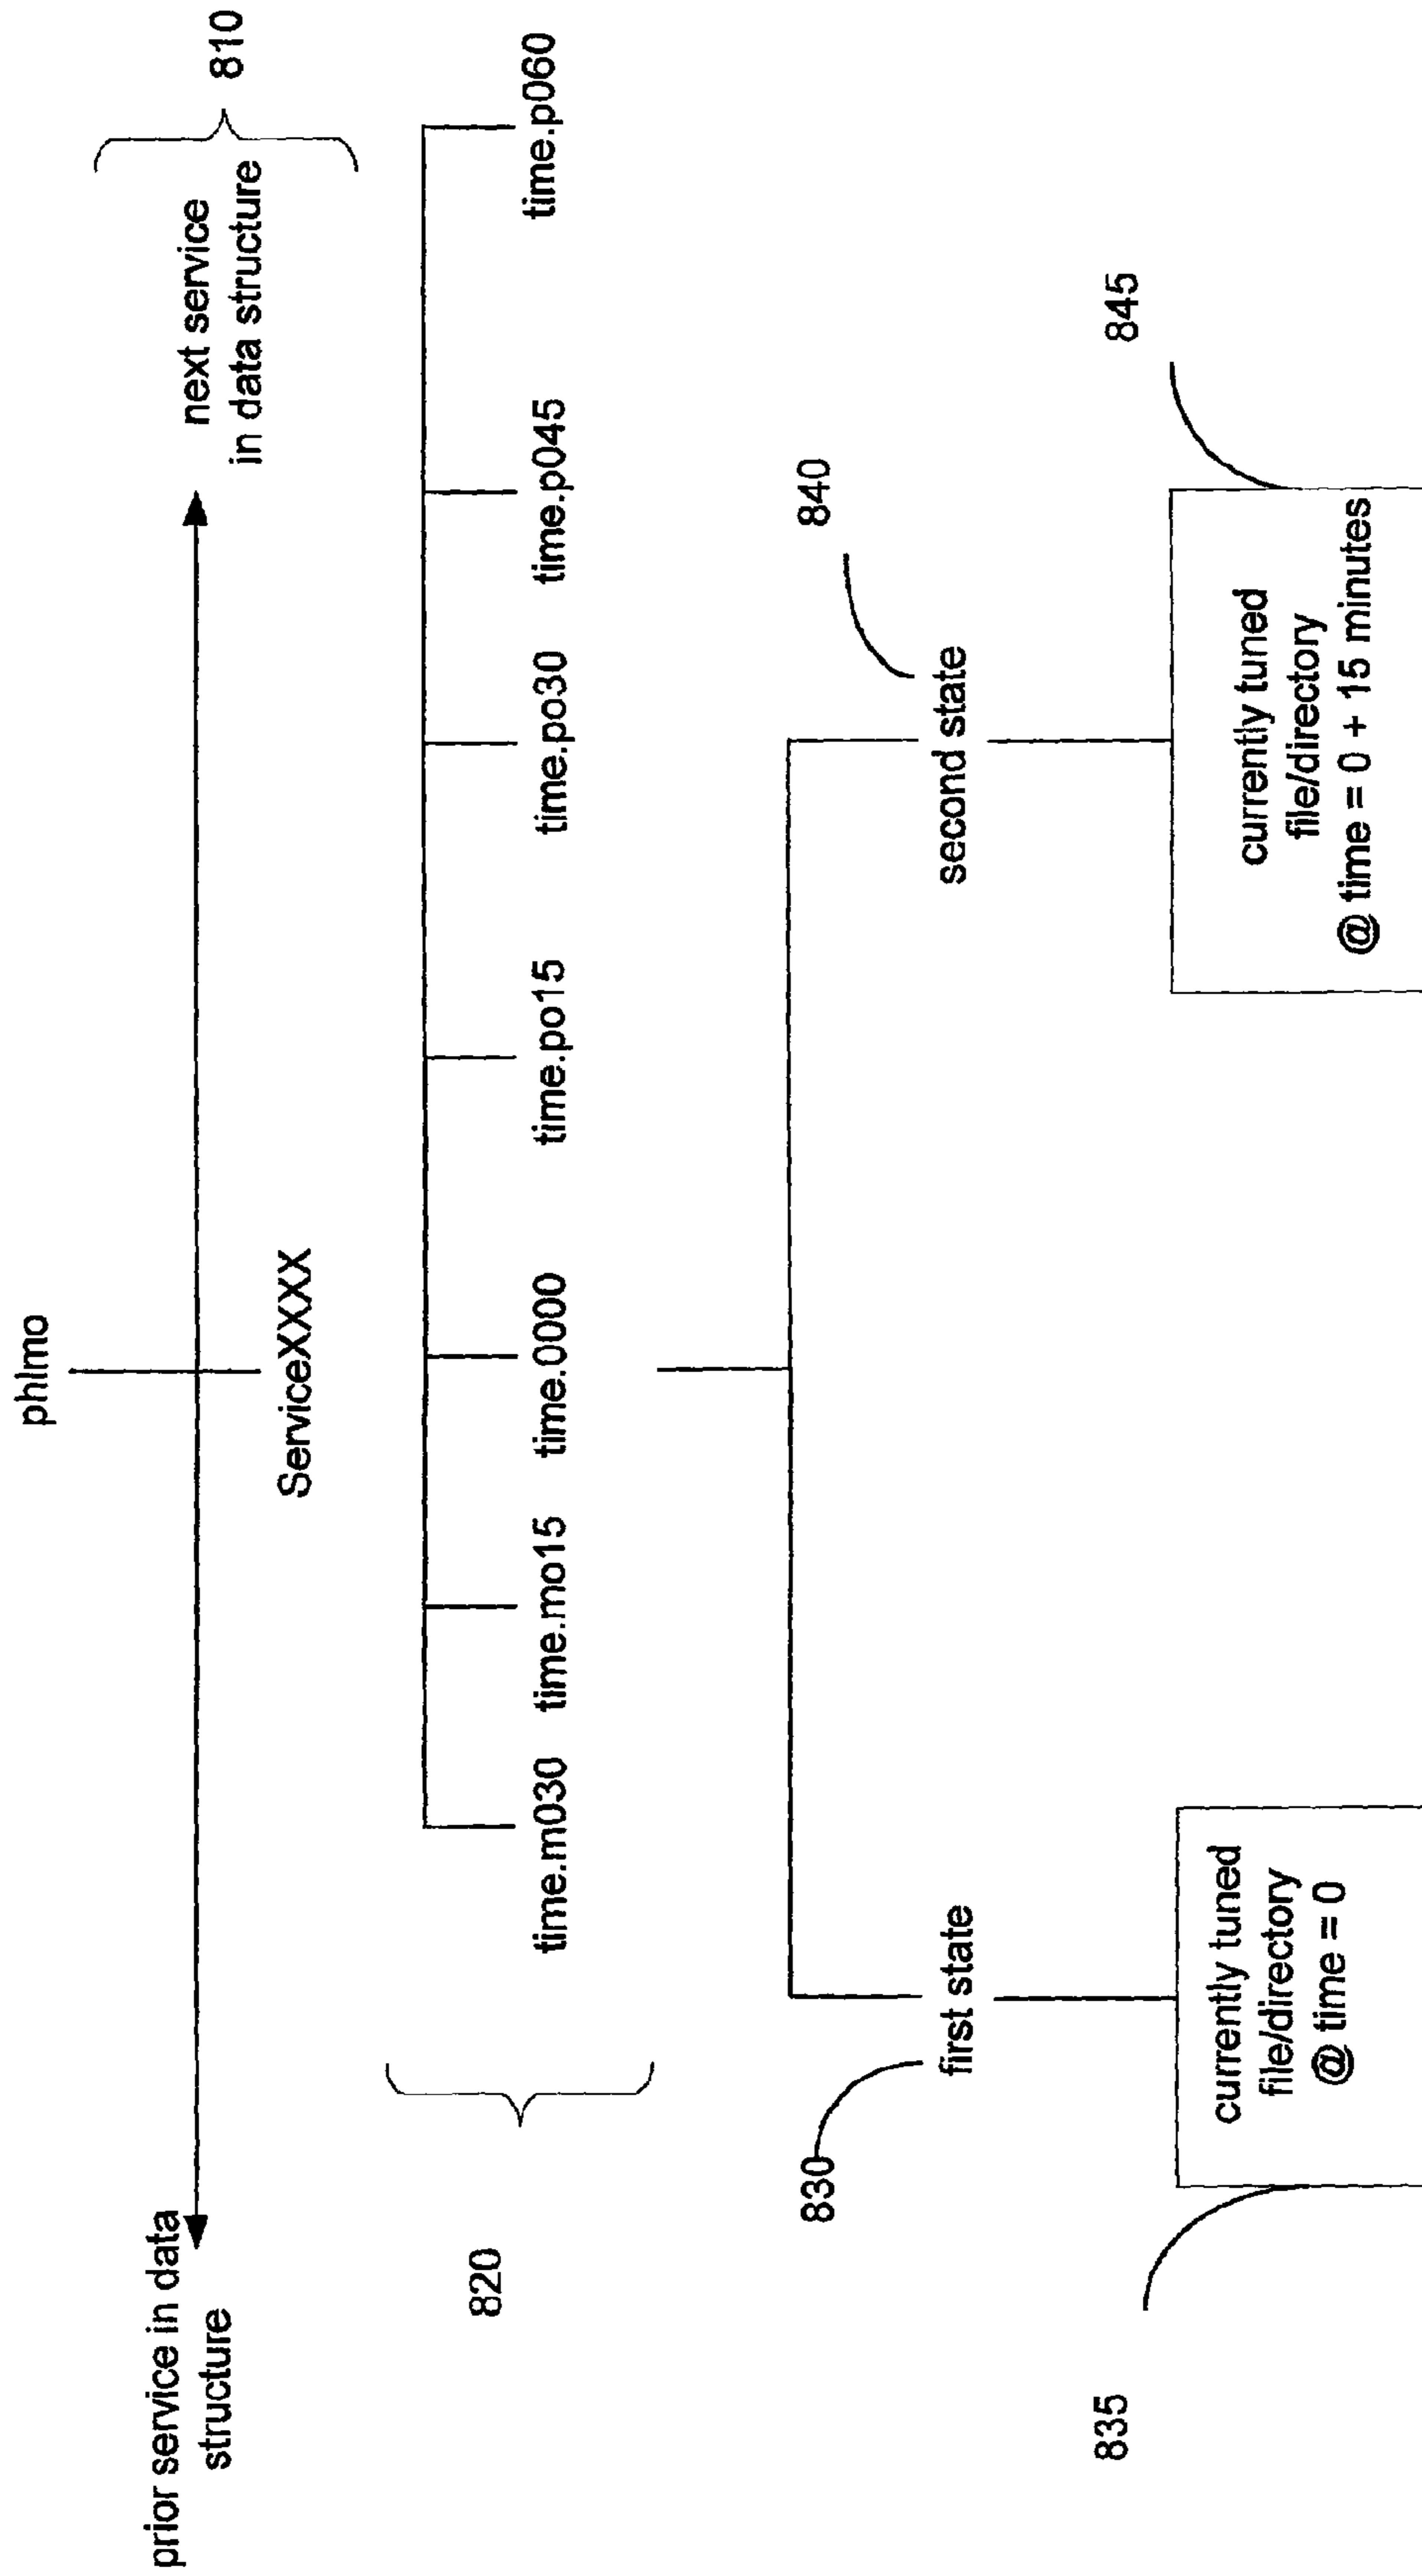 phlmo
prior service in data
structure
next service
in data structure
810
ServiceXXXX
820
time.m030
time.mo15
time.0000
time.po15
time.po30
time.p045
time.p060
830
first state
840
second state
835
currently tuned
file/directory
@ time = 0
845
currently tuned
file/directory
@ time = 0 + 15 minutes